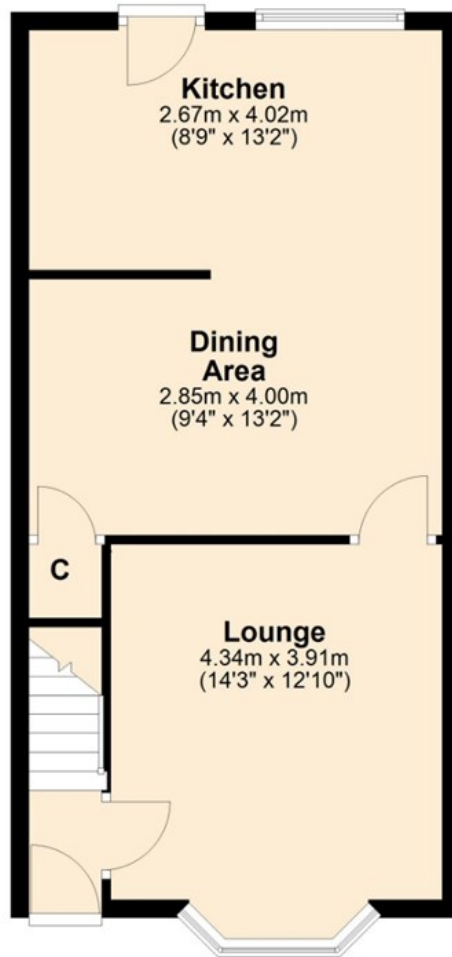 Kitchen
2.67m x 4.02m
(8'9" x 13'2")
Dining
Area
2.85m x 4.00m
(9'4" x 13'2")
C
Lounge
4.34m x 3.91m
(14'3" x 12'10")